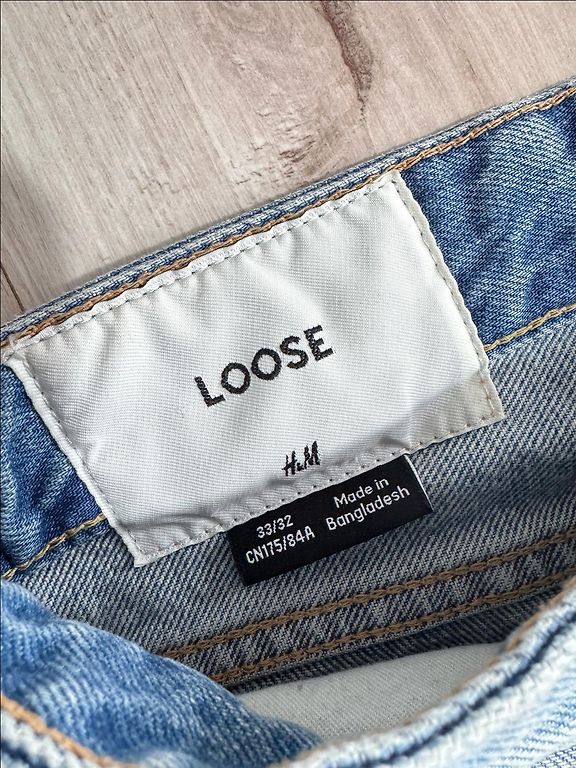 LOOSE
H&M
33/32
CN175/84A
Made in
Bangladesh